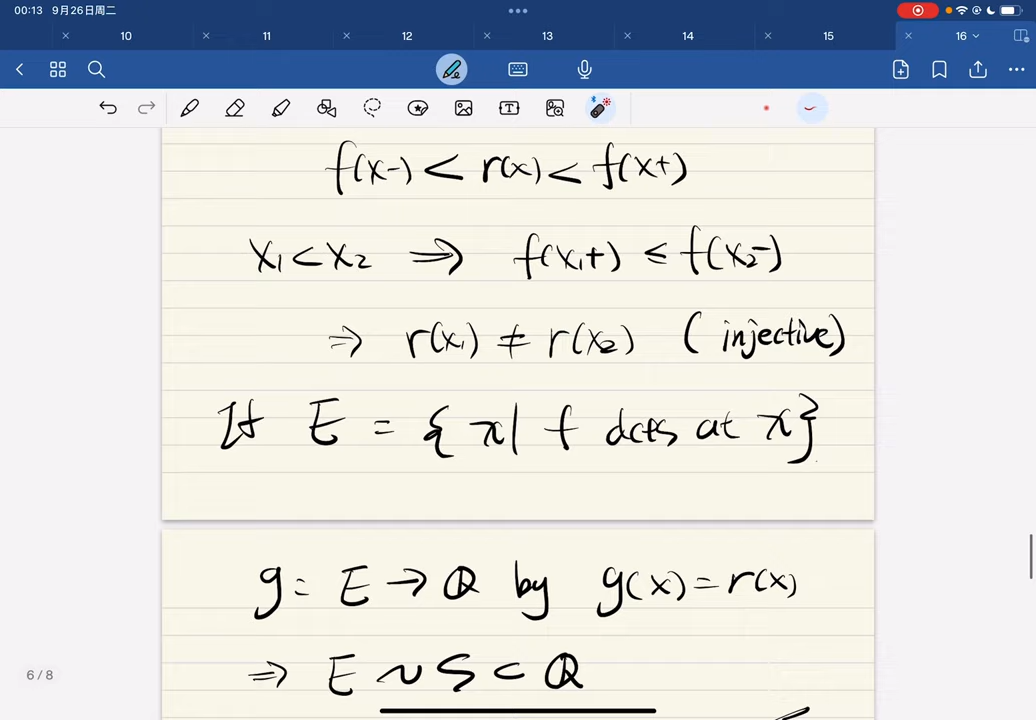 00:13 9月26日周二
10 11 12 13 14 15 16
f(x-) < r(x) < f(x+)
x₁ < x₂ ⇒ f(x₁+) ≤ f(x₂-)
⇒ r(x₁) ≠ r(x₂) (injective)
If E = {x| f dcts at x}
g: E → Q by g(x) = r(x)
⇒ E ~ S ⊂ Q
6 / 8